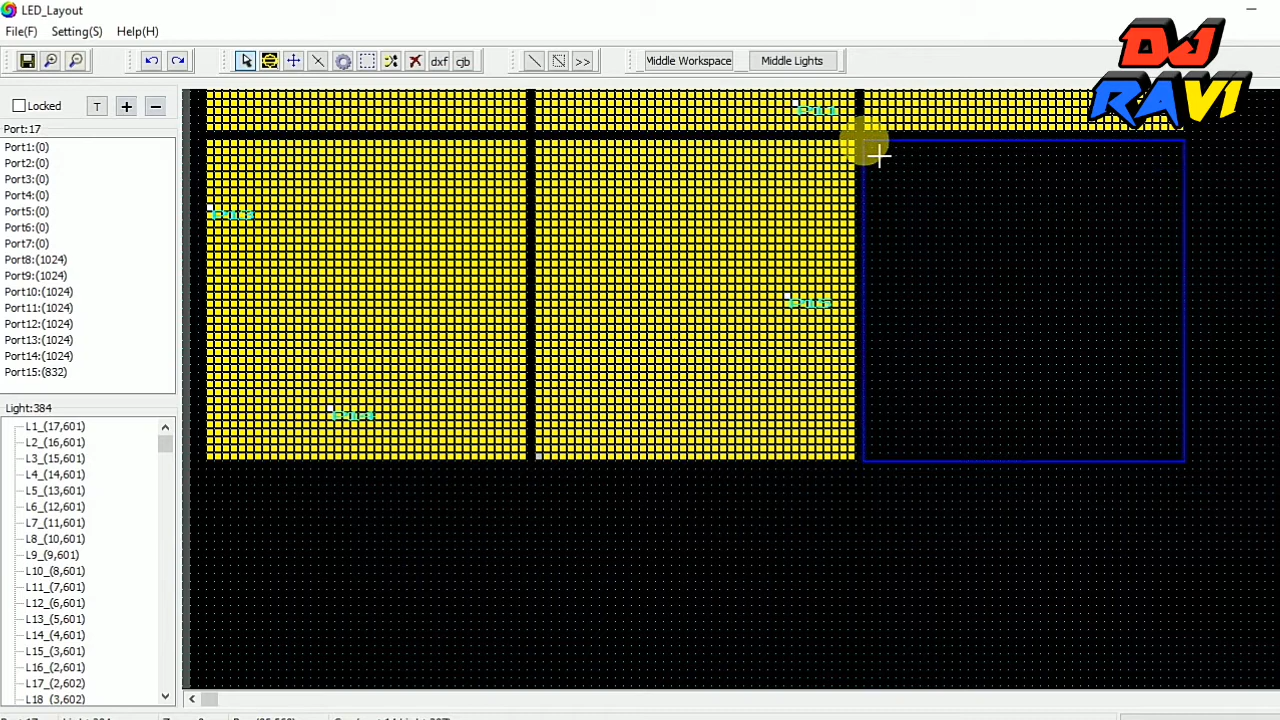 LED_Layout
File(F) Setting(S) Help(H)
dxf cjb >> Middle Workspace Middle Lights
DJ
RAVI
Locked T
Port:17
Port1:(0)
Port2:(0)
Port3:(0)
Port4:(0)
Port5:(0)
Port6:(0)
Port7:(0)
Port8:(1024)
Port9:(1024)
Port10:(1024)
Port11:(1024)
Port12:(1024)
Port13:(1024)
Port14:(1024)
Port15:(832)
Light:384
L1_(17,601)
L2_(16,601)
L3_(15,601)
L4_(14,601)
L5_(13,601)
L6_(12,601)
L7_(11,601)
L8_(10,601)
L9_(9,601)
L10_(8,601)
L11_(7,601)
L12_(6,601)
L13_(5,601)
L14_(4,601)
L15_(3,601)
L16_(2,601)
L17_(2,602)
L18_(3,602)